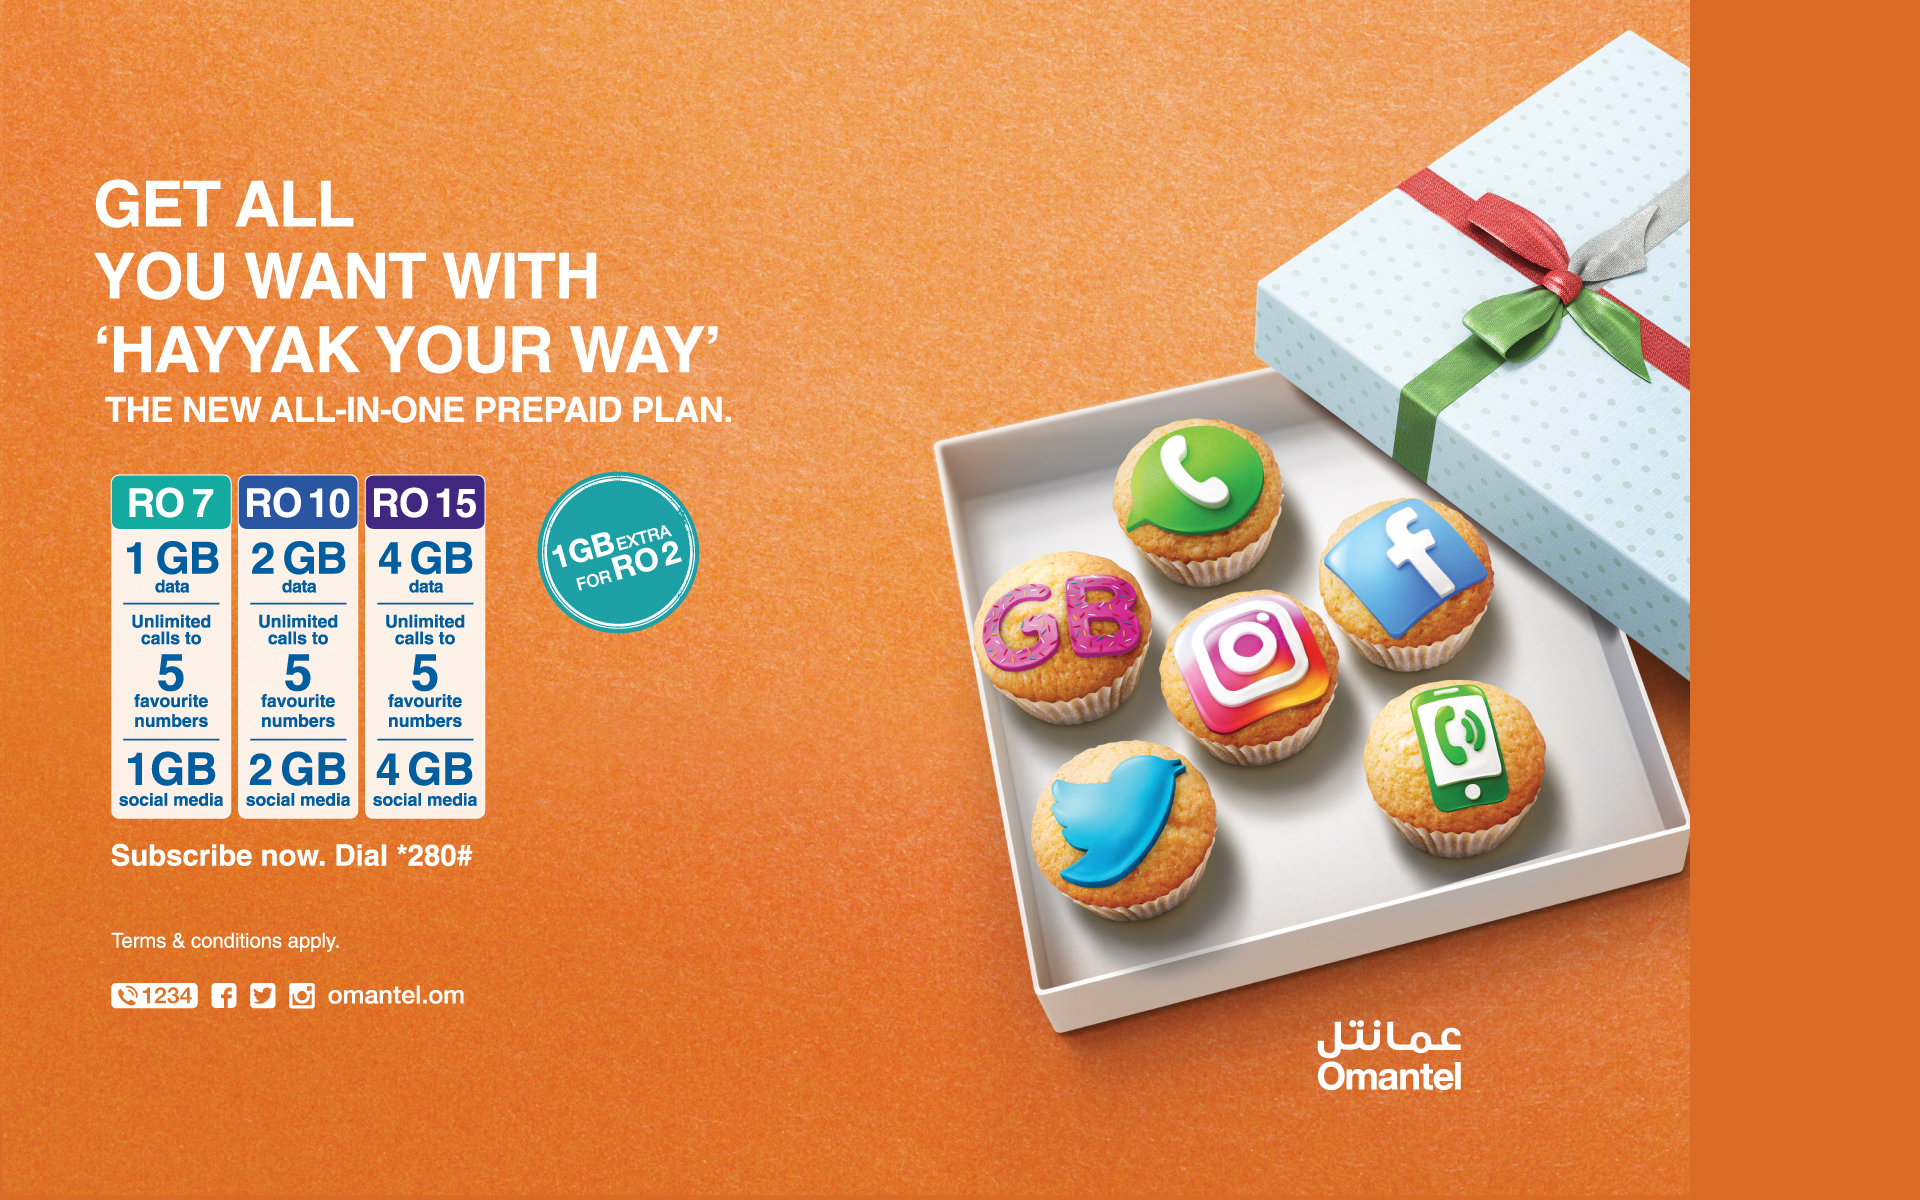 GET ALL
YOU WANT WITH
‘HAYYAK YOUR WAY’
THE NEW ALL-IN-ONE PREPAID PLAN.
RO 7
1 GB
data
Unlimited
calls to
5
favourite
numbers
1GB
social media
RO 10
2 GB
data
Unlimited
calls to
5
favourite
numbers
2 GB
social media
RO 15
4 GB
data
Unlimited
calls to
5
favourite
numbers
4 GB
social media
1GB EXTRA
FOR RO 2
Subscribe now. Dial *280#
Terms & conditions apply.
1234 omantel.om
GB
عمانتل
Omantel